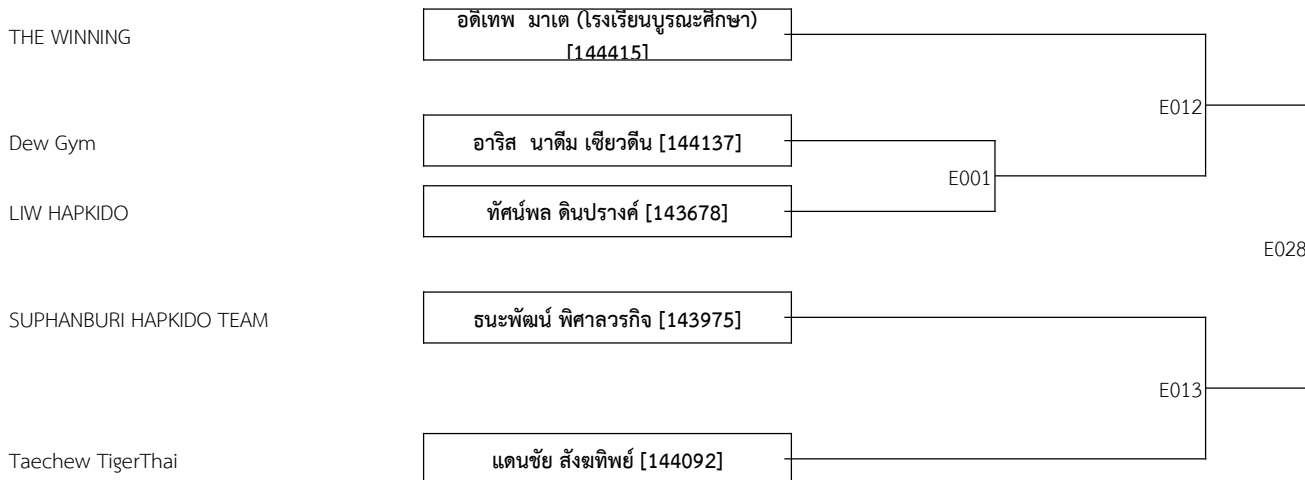 THE WINNING
อดิเทพ มาเต (โรงเรียนบูรณะศึกษา)
[144415]
E012
Dew Gym
อาริส นาดีม เซียวดีน [144137]
E001
LIW HAPKIDO
ทัศน์พล ดินปรางค์ [143678]
E028
SUPHANBURI HAPKIDO TEAM
ธนะพัฒน์ พิศาลวรกิจ [143975]
E013
Taechew TigerThai
แดนชัย สังฆทิพย์ [144092]